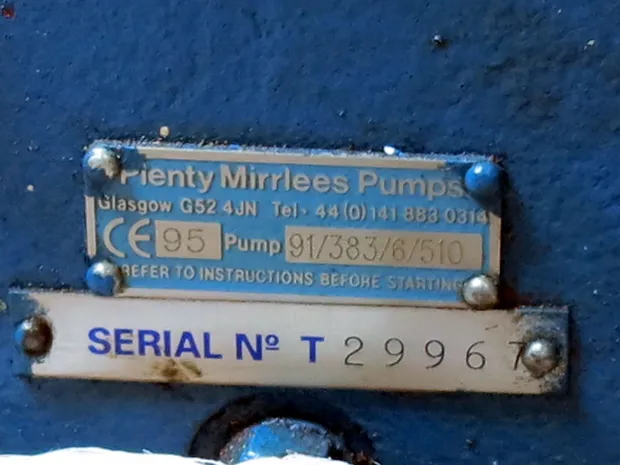 Plenty Mirrlees Pumps
Glasgow G52 4JN Tel · 44(0)141 883 0314
CE 95 Pump 91/383/6/510
REFER TO INSTRUCTIONS BEFORE STARTING
SERIAL Nº T 29967